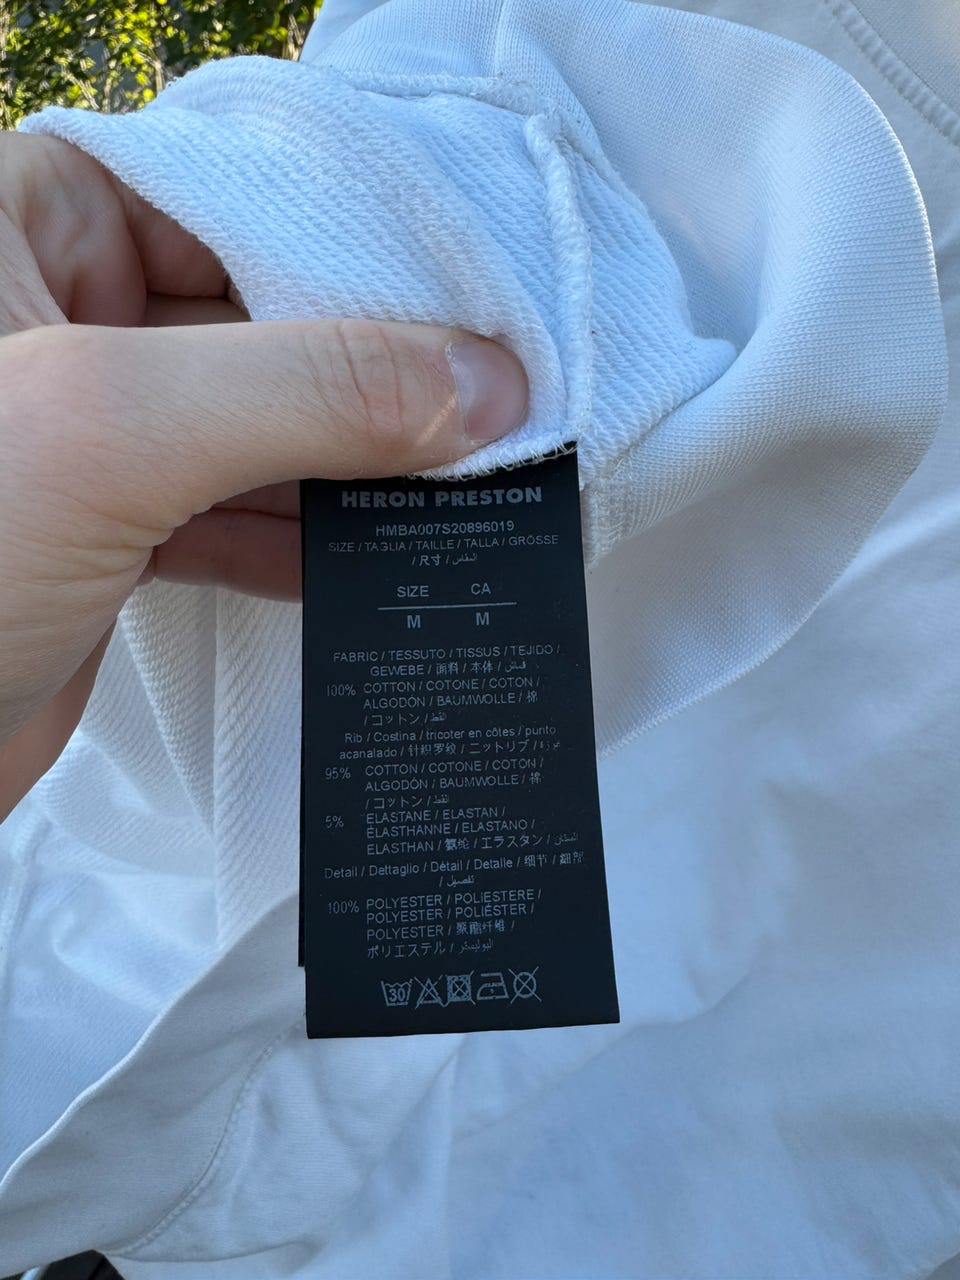 HERON PRESTON
HMBA007S20896019
SIZE / TAGLIA / TAILLE / TALLA / GRÖSSE
/ 尺寸 / المقاس
SIZE CA
M M
FABRIC / TESSUTO / TISSUS / TEJIDO /
GEWEBE / 面料 / 本体 / قماش
100% COTTON / COTONE / COTON /
ALGODÓN / BAUMWOLLE / 棉
/ コットン / القطن
Rib / Costina / tricoter en côtes / punto
acanalado / 针织罗纹 / ニットリブ /
95% COTTON / COTONE / COTON /
ALGODÓN / BAUMWOLLE / 棉
/ コットン / القطن
5% ELASTANE / ELASTAN /
ÉLASTHANNE / ELASTANO /
ELASTHAN / 氨纶 / エラスタン /
Detail / Dettaglio / Détail / Detalle / 细节 / 細部
/ تفصيل
100% POLYESTER / POLIESTERE /
POLYESTER / POLIÉSTER /
POLYESTER / 聚酯纤维 /
ポリエステル / البوليستر
30